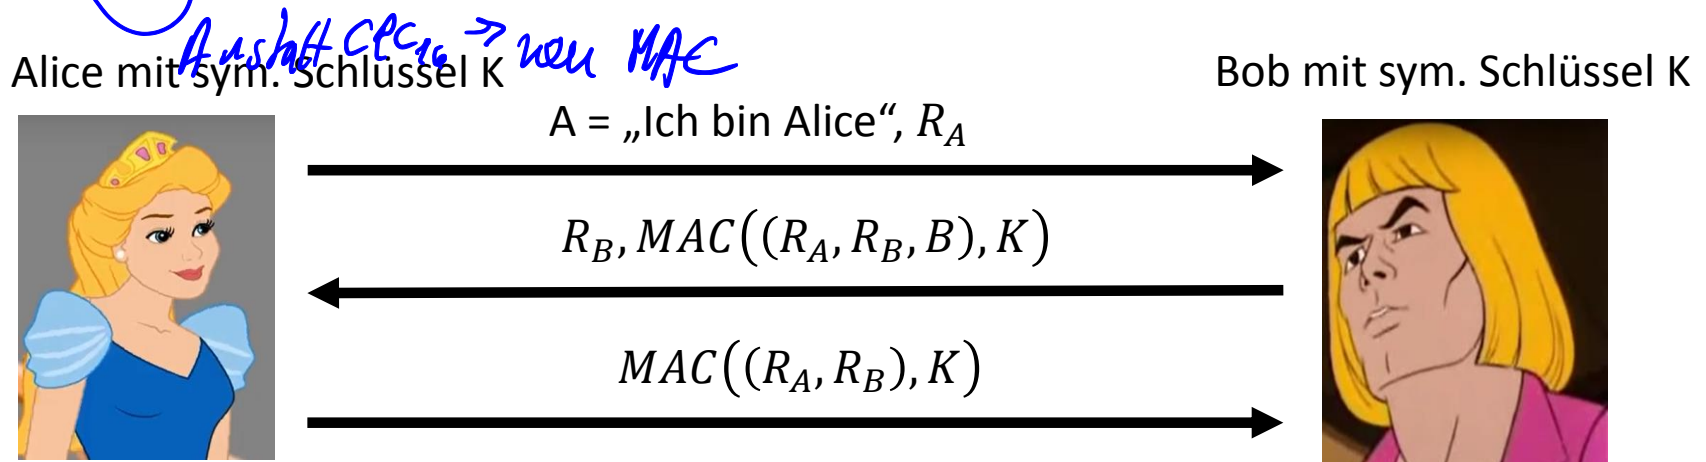 Anstatt CRC16 → neu MAC
Alice mit sym. Schlüssel K
Bob mit sym. Schlüssel K
A = „Ich bin Alice“, R_A
R_B, MAC((R_A, R_B, B), K)
MAC((R_A, R_B), K)